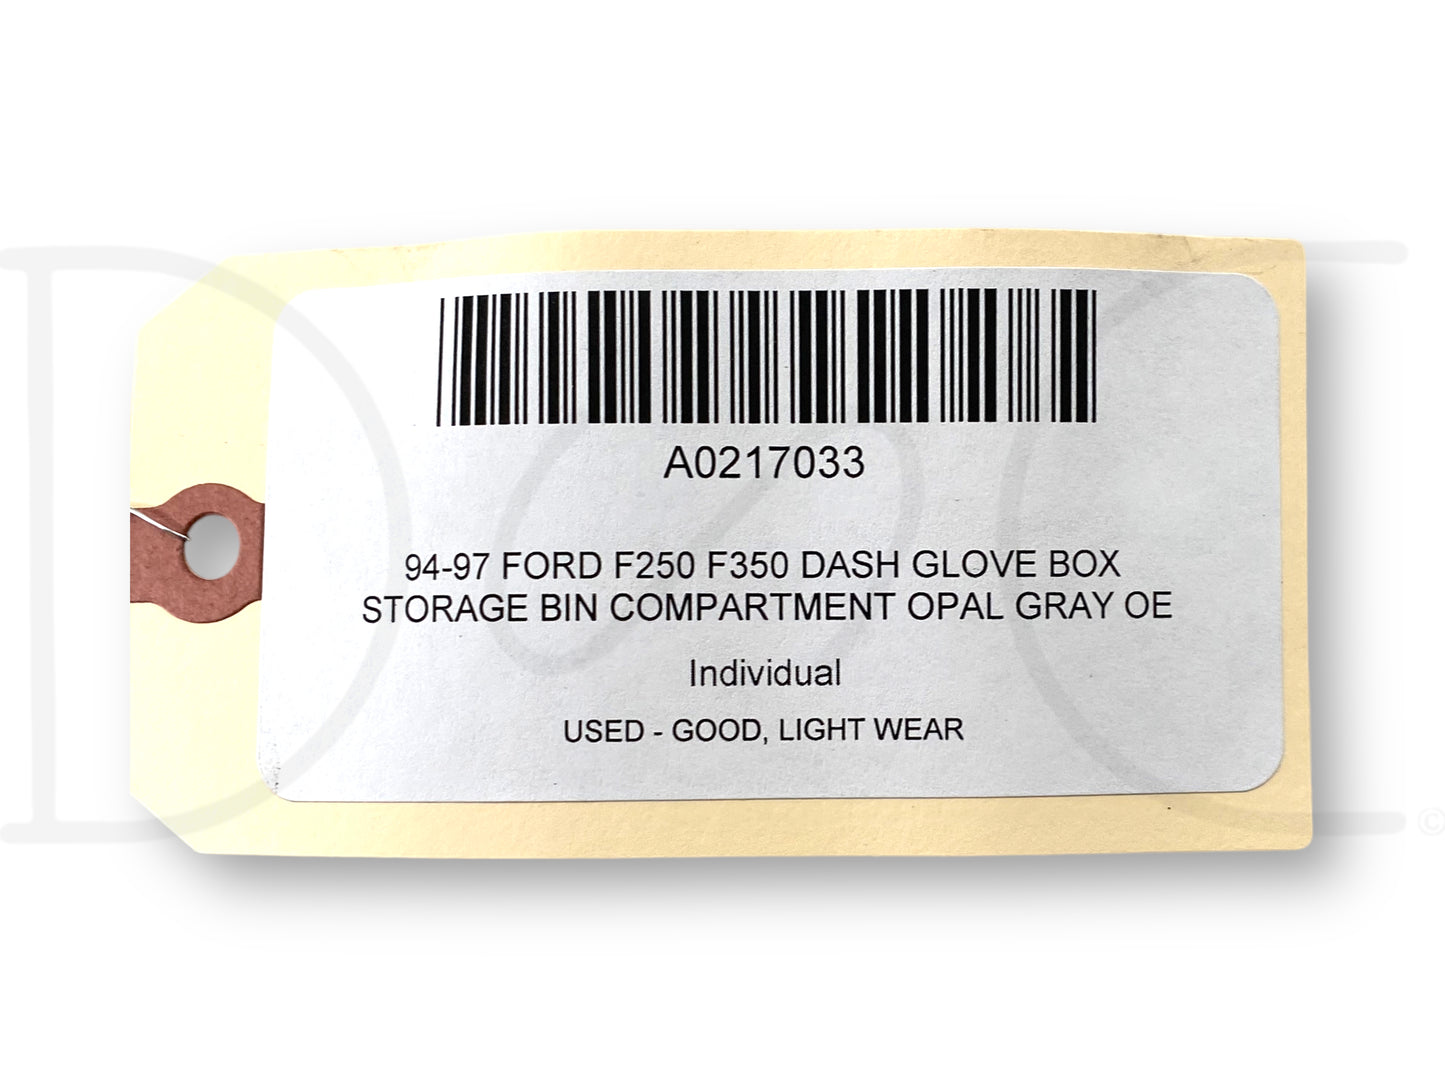 A0217033
94-97 FORD F250 F350 DASH GLOVE BOX
STORAGE BIN COMPARTMENT OPAL GRAY OE
Individual
USED - GOOD, LIGHT WEAR
©